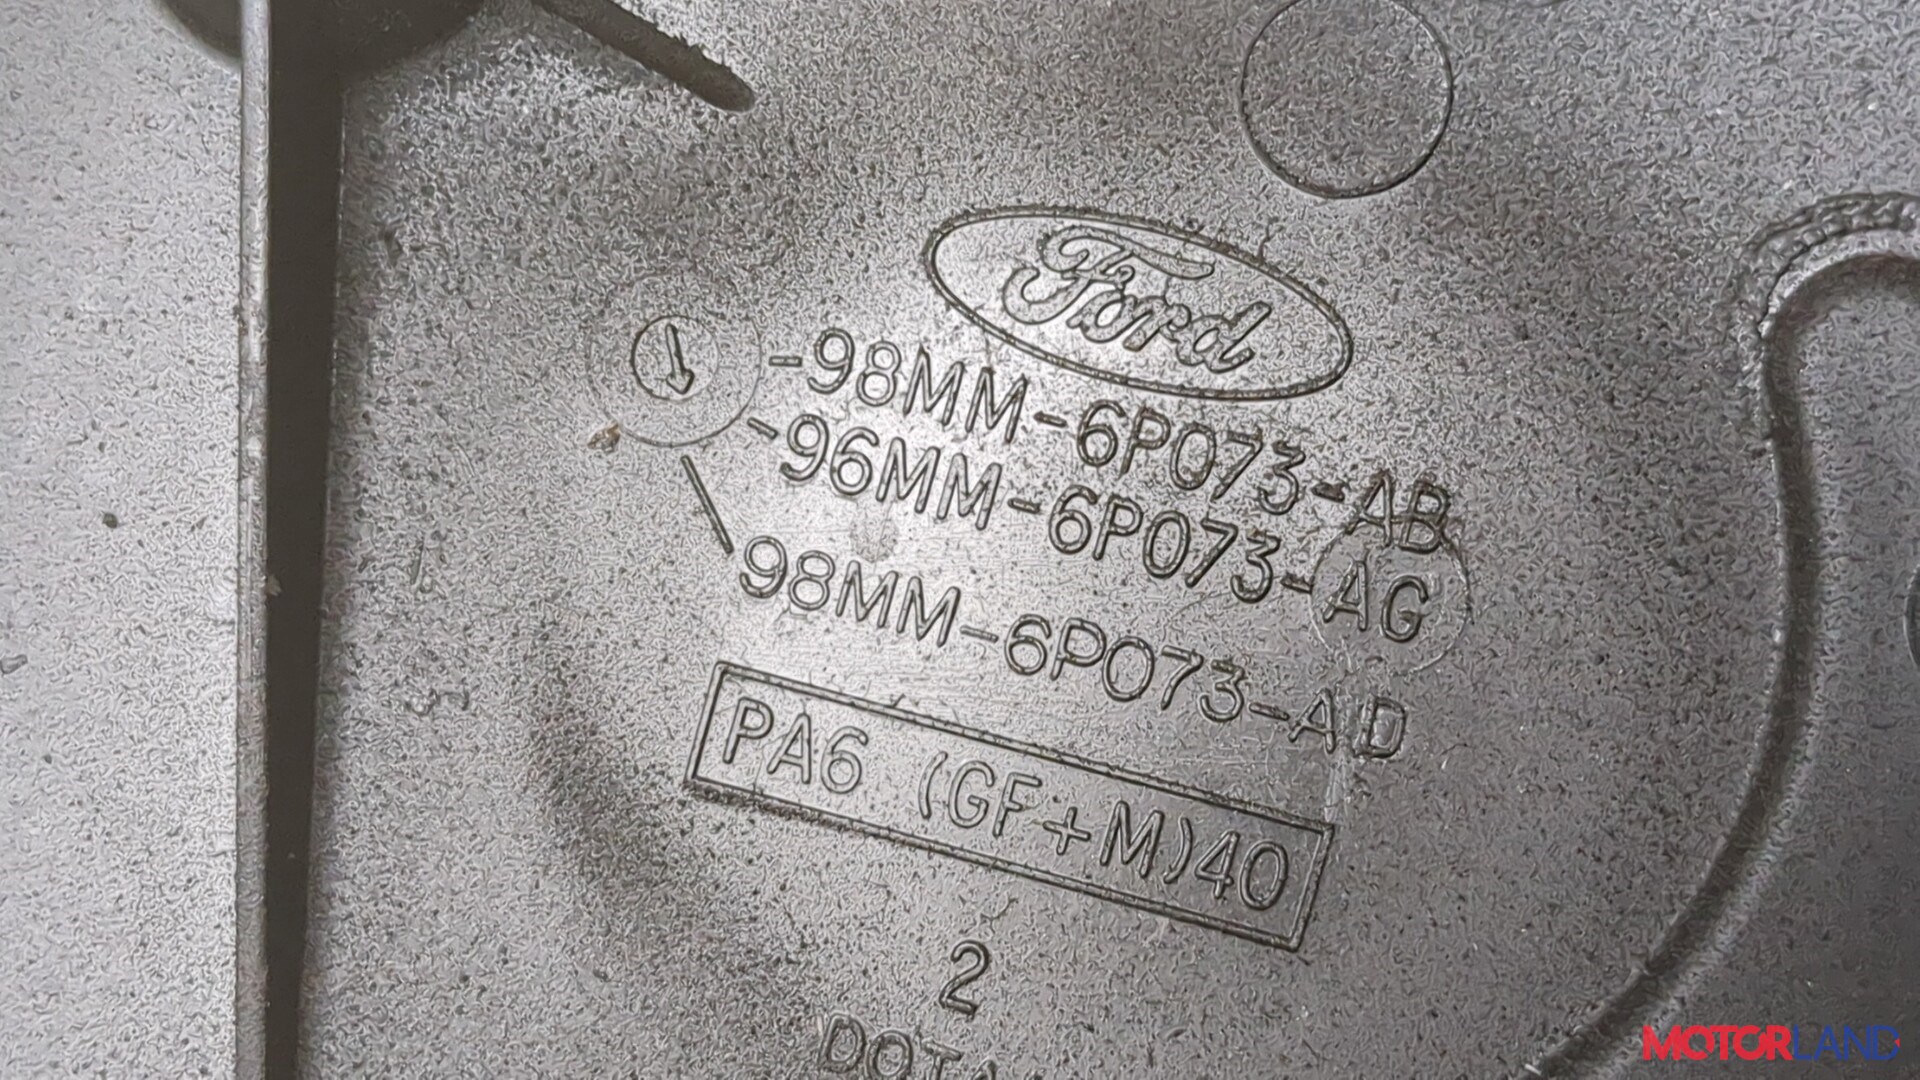 Ford
-98MM-6P073-AB
-96MM-6P073-AG
98MM-6P073-AD
PA6 (GF+M)40
2
MOTORLAND